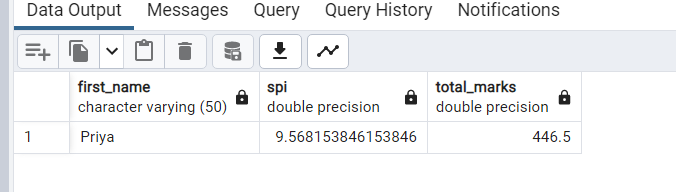 Data Output Messages Query Query History Notifications
first_name spi total_marks
character varying (50) double precision double precision
1 Priya 9.568153846153846 446.5